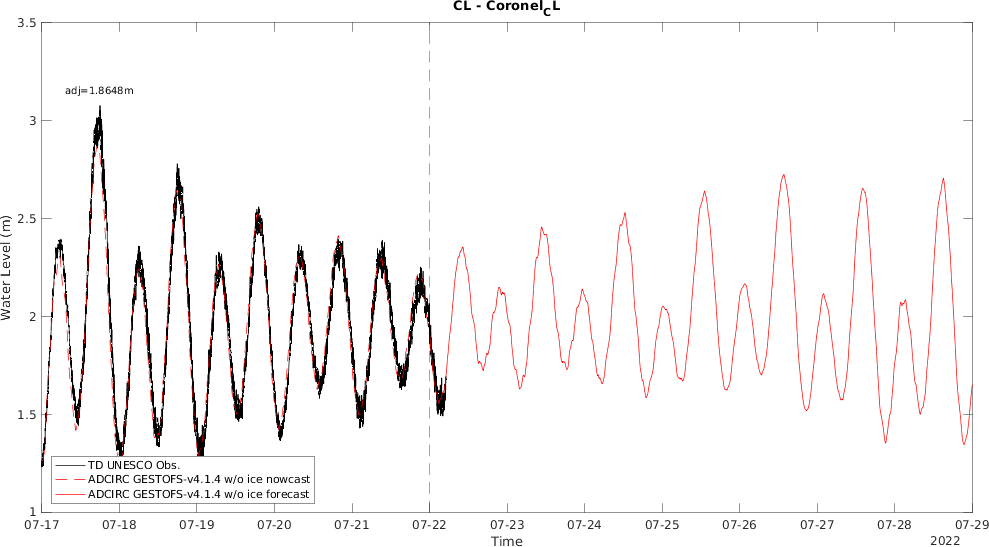 CL - Coronel_CL
adj=1.8648m
3.5
3
2.5
2
1.5
1
Water Level (m)
TD UNESCO Obs.
ADCIRC GESTOFS-v4.1.4 w/o ice nowcast
ADCIRC GESTOFS-v4.1.4 w/o ice forecast
07-17 07-18 07-19 07-20 07-21 07-22 07-23 07-24 07-25 07-26 07-27 07-28 07-29
Time
2022